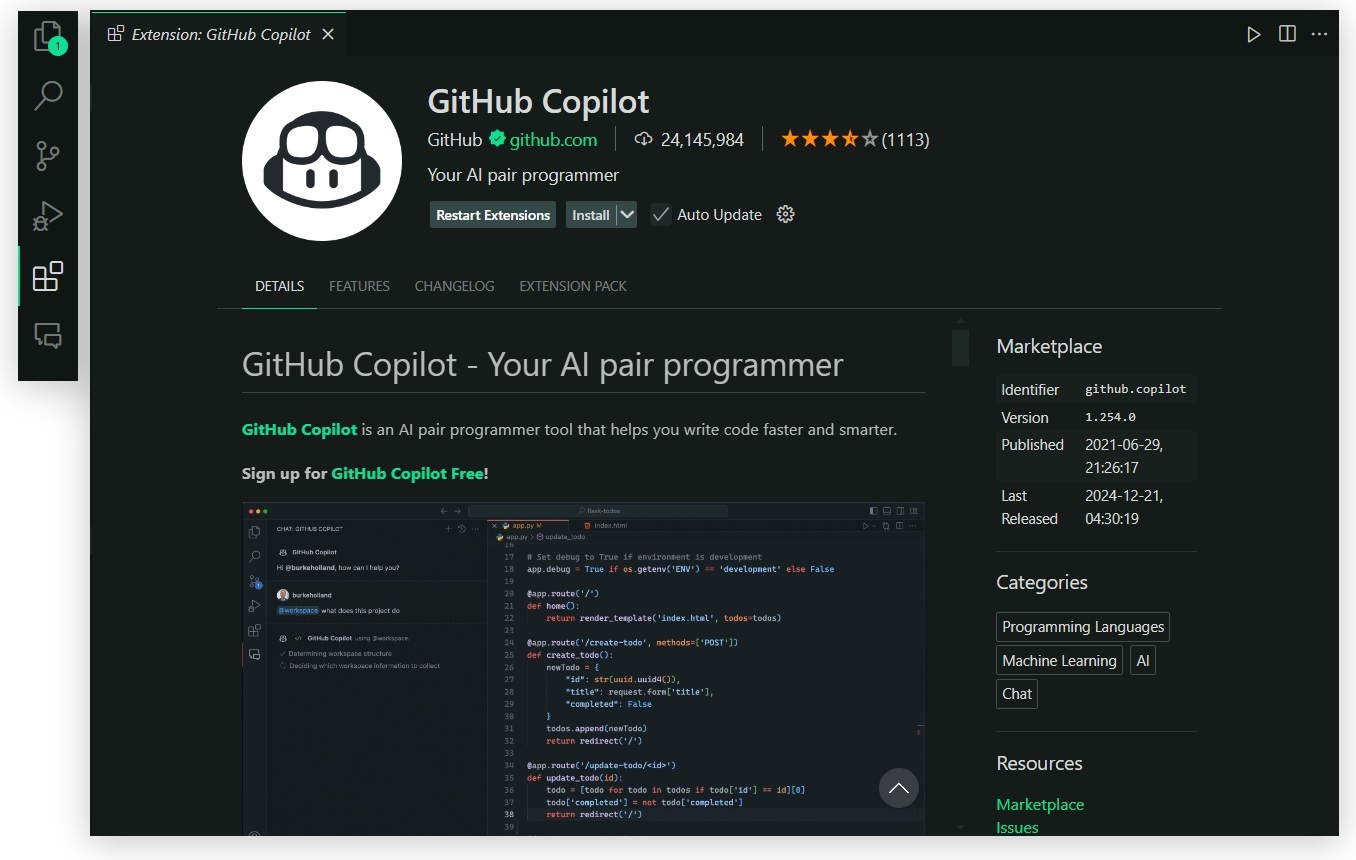 1
Extension: GitHub Copilot
GitHub Copilot
GitHub github.com 24,145,984 (1113)
Your AI pair programmer
Restart Extensions Install Auto Update
DETAILS FEATURES CHANGELOG EXTENSION PACK
GitHub Copilot - Your AI pair programmer
GitHub Copilot is an AI pair programmer tool that helps you write code faster and smarter.
Sign up for GitHub Copilot Free!
flask-todos
CHAT: GITHUB COPILOT
GitHub Copilot
Hi @burkeholland, how can I help you?
burkeholland
@workspace what does this project do
GitHub Copilot using @workspace.
Determining workspace structure
Deciding which workspace information to collect
app.py M index.html
app.py > update_todo
16
17 # Set debug to True if environment is development
18 app.debug = True if os.getenv('ENV') == 'development' else False
19
20 @app.route('/')
21 def home():
22 return render_template('index.html', todos=todos)
23
24 @app.route('/create-todo', methods=['POST'])
25 def create_todo():
26 newTodo = {
27 "id": str(uuid.uuid4()),
28 "title": request.form['title'],
29 "completed": False
30 }
31 todos.append(newTodo)
32 return redirect('/')
33
34 @app.route('/update-todo/<id>')
35 def update_todo(id):
36 todo = [todo for todo in todos if todo['id'] == id][0]
37 todo['completed'] = not todo['completed']
38 return redirect('/')
39
Marketplace
Identifier github.copilot
Version 1.254.0
Published 2021-06-29,
21:26:17
Last 2024-12-21,
Released 04:30:19
Categories
Programming Languages
Machine Learning AI
Chat
Resources
Marketplace
Issues